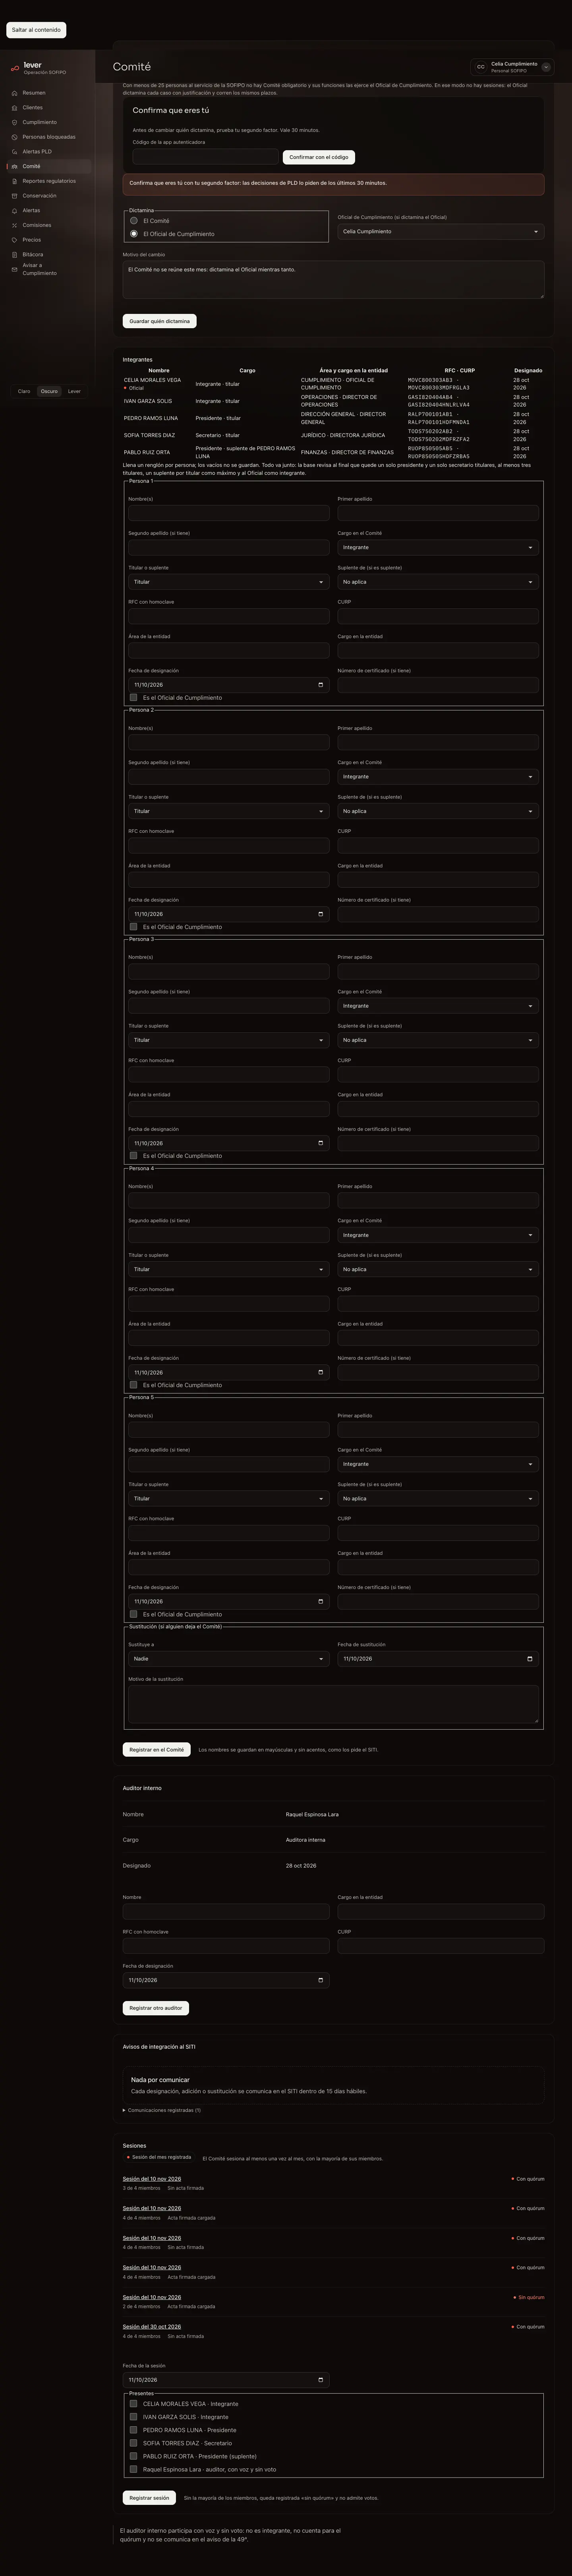 Saltar al contenido
lever
Operación SOFIPO
Resumen
Clientes
Cumplimiento
Personas bloqueadas
Alertas PLD
Comité
Reportes regulatorios
Conservación
Alertas
Comisiones
Precios
Bitácora
Avisar a
Cumplimiento
Claro
Oscuro
Lever
Comité
CC
Celia Cumplimiento
Personal SOFIPO
Con menos de 25 personas al servicio de la SOFIPO no hay Comité obligatorio y sus funciones las ejerce el Oficial de Cumplimiento. En ese modo no hay sesiones: el Oficial
dictamina cada caso con justificación y corren los mismos plazos.
Confirma que eres tú
Antes de cambiar quién dictamina, prueba tu segundo factor. Vale 30 minutos.
Código de la app autenticadora
Confirmar con el código
Confirma que eres tú con tu segundo factor: las decisiones de PLD lo piden de los últimos 30 minutos.
Dictamina
El Comité
El Oficial de Cumplimiento
Oficial de Cumplimiento (si dictamina el Oficial)
Celia Cumplimiento
Motivo del cambio
El Comité no se reúne este mes: dictamina el Oficial mientras tanto.
Guardar quién dictamina
Integrantes
Nombre Cargo Área y cargo en la entidad RFC · CURP Designado
CELIA MORALES VEGA
Oficial
Integrante · titular
CUMPLIMIENTO · OFICIAL DE
CUMPLIMIENTO
MOVC800303AB3 ·
MOVC800303MDFRGLA3
28 oct
2026
IVAN GARZA SOLIS
Integrante · titular
OPERACIONES · DIRECTOR DE
OPERACIONES
GASI820404AB4 ·
GASI820404HNLRLVA4
28 oct
2026
PEDRO RAMOS LUNA
Presidente · titular
DIRECCIÓN GENERAL · DIRECTOR
GENERAL
RALP700101AB1 ·
RALP700101HDFMNDA1
28 oct
2026
SOFIA TORRES DIAZ
Secretario · titular
JURÍDICO · DIRECTORA JURÍDICA
TODS750202AB2 ·
TODS750202MDFRZFA2
28 oct
2026
PABLO RUIZ ORTA
Presidente · suplente de PEDRO RAMOS
LUNA
FINANZAS · DIRECTOR DE FINANZAS
RUOP850505AB5 ·
RUOP850505HDFZRBA5
28 oct
2026
Llena un renglón por persona; los vacíos no se guardan. Todo va junto: la base revisa al final que quede un solo presidente y un solo secretario titulares, al menos tres
titulares, un suplente por titular como máximo y al Oficial como integrante.
Persona 1
Nombre(s)
Primer apellido
Segundo apellido (si tiene)
Cargo en el Comité
Integrante
Titular o suplente
Titular
Suplente de (si es suplente)
No aplica
RFC con homoclave
CURP
Área de la entidad
Cargo en la entidad
Fecha de designación
11/10/2026
Número de certificado (si tiene)
Es el Oficial de Cumplimiento
Persona 2
Nombre(s)
Primer apellido
Segundo apellido (si tiene)
Cargo en el Comité
Integrante
Titular o suplente
Titular
Suplente de (si es suplente)
No aplica
RFC con homoclave
CURP
Área de la entidad
Cargo en la entidad
Fecha de designación
11/10/2026
Número de certificado (si tiene)
Es el Oficial de Cumplimiento
Persona 3
Nombre(s)
Primer apellido
Segundo apellido (si tiene)
Cargo en el Comité
Integrante
Titular o suplente
Titular
Suplente de (si es suplente)
No aplica
RFC con homoclave
CURP
Área de la entidad
Cargo en la entidad
Fecha de designación
11/10/2026
Número de certificado (si tiene)
Es el Oficial de Cumplimiento
Persona 4
Nombre(s)
Primer apellido
Segundo apellido (si tiene)
Cargo en el Comité
Integrante
Titular o suplente
Titular
Suplente de (si es suplente)
No aplica
RFC con homoclave
CURP
Área de la entidad
Cargo en la entidad
Fecha de designación
11/10/2026
Número de certificado (si tiene)
Es el Oficial de Cumplimiento
Persona 5
Nombre(s)
Primer apellido
Segundo apellido (si tiene)
Cargo en el Comité
Integrante
Titular o suplente
Titular
Suplente de (si es suplente)
No aplica
RFC con homoclave
CURP
Área de la entidad
Cargo en la entidad
Fecha de designación
11/10/2026
Número de certificado (si tiene)
Es el Oficial de Cumplimiento
Sustitución (si alguien deja el Comité)
Sustituye a
Nadie
Fecha de sustitución
11/10/2026
Motivo de la sustitución
Registrar en el Comité
Los nombres se guardan en mayúsculas y sin acentos, como los pide el SITI.
Auditor interno
Nombre
Raquel Espinosa Lara
Cargo
Auditora interna
Designado
28 oct 2026
Nombre
Cargo en la entidad
RFC con homoclave
CURP
Fecha de designación
11/10/2026
Registrar otro auditor
Avisos de integración al SITI
Nada por comunicar
Cada designación, adición o sustitución se comunica en el SITI dentro de 15 días hábiles.
Comunicaciones registradas (1)
Sesiones
Sesión del mes registrada
El Comité sesiona al menos una vez al mes, con la mayoría de sus miembros.
Sesión del 10 nov 2026
Con quórum
3 de 4 miembros Sin acta firmada
Sesión del 10 nov 2026
Con quórum
4 de 4 miembros Acta firmada cargada
Sesión del 10 nov 2026
Con quórum
4 de 4 miembros Sin acta firmada
Sesión del 10 nov 2026
Con quórum
4 de 4 miembros Acta firmada cargada
Sesión del 10 nov 2026
Sin quórum
2 de 4 miembros Acta firmada cargada
Sesión del 30 oct 2026
Con quórum
4 de 4 miembros Sin acta firmada
Fecha de la sesión
11/10/2026
Presentes
CELIA MORALES VEGA · Integrante
IVAN GARZA SOLIS · Integrante
PEDRO RAMOS LUNA · Presidente
SOFIA TORRES DIAZ · Secretario
PABLO RUIZ ORTA · Presidente (suplente)
Raquel Espinosa Lara · auditor, con voz y sin voto
Registrar sesión
Sin la mayoría de los miembros, queda registrada «sin quórum» y no admite votos.
El auditor interno participa con voz y sin voto: no es integrante, no cuenta para el
quórum y no se comunica en el aviso de la 49ª.